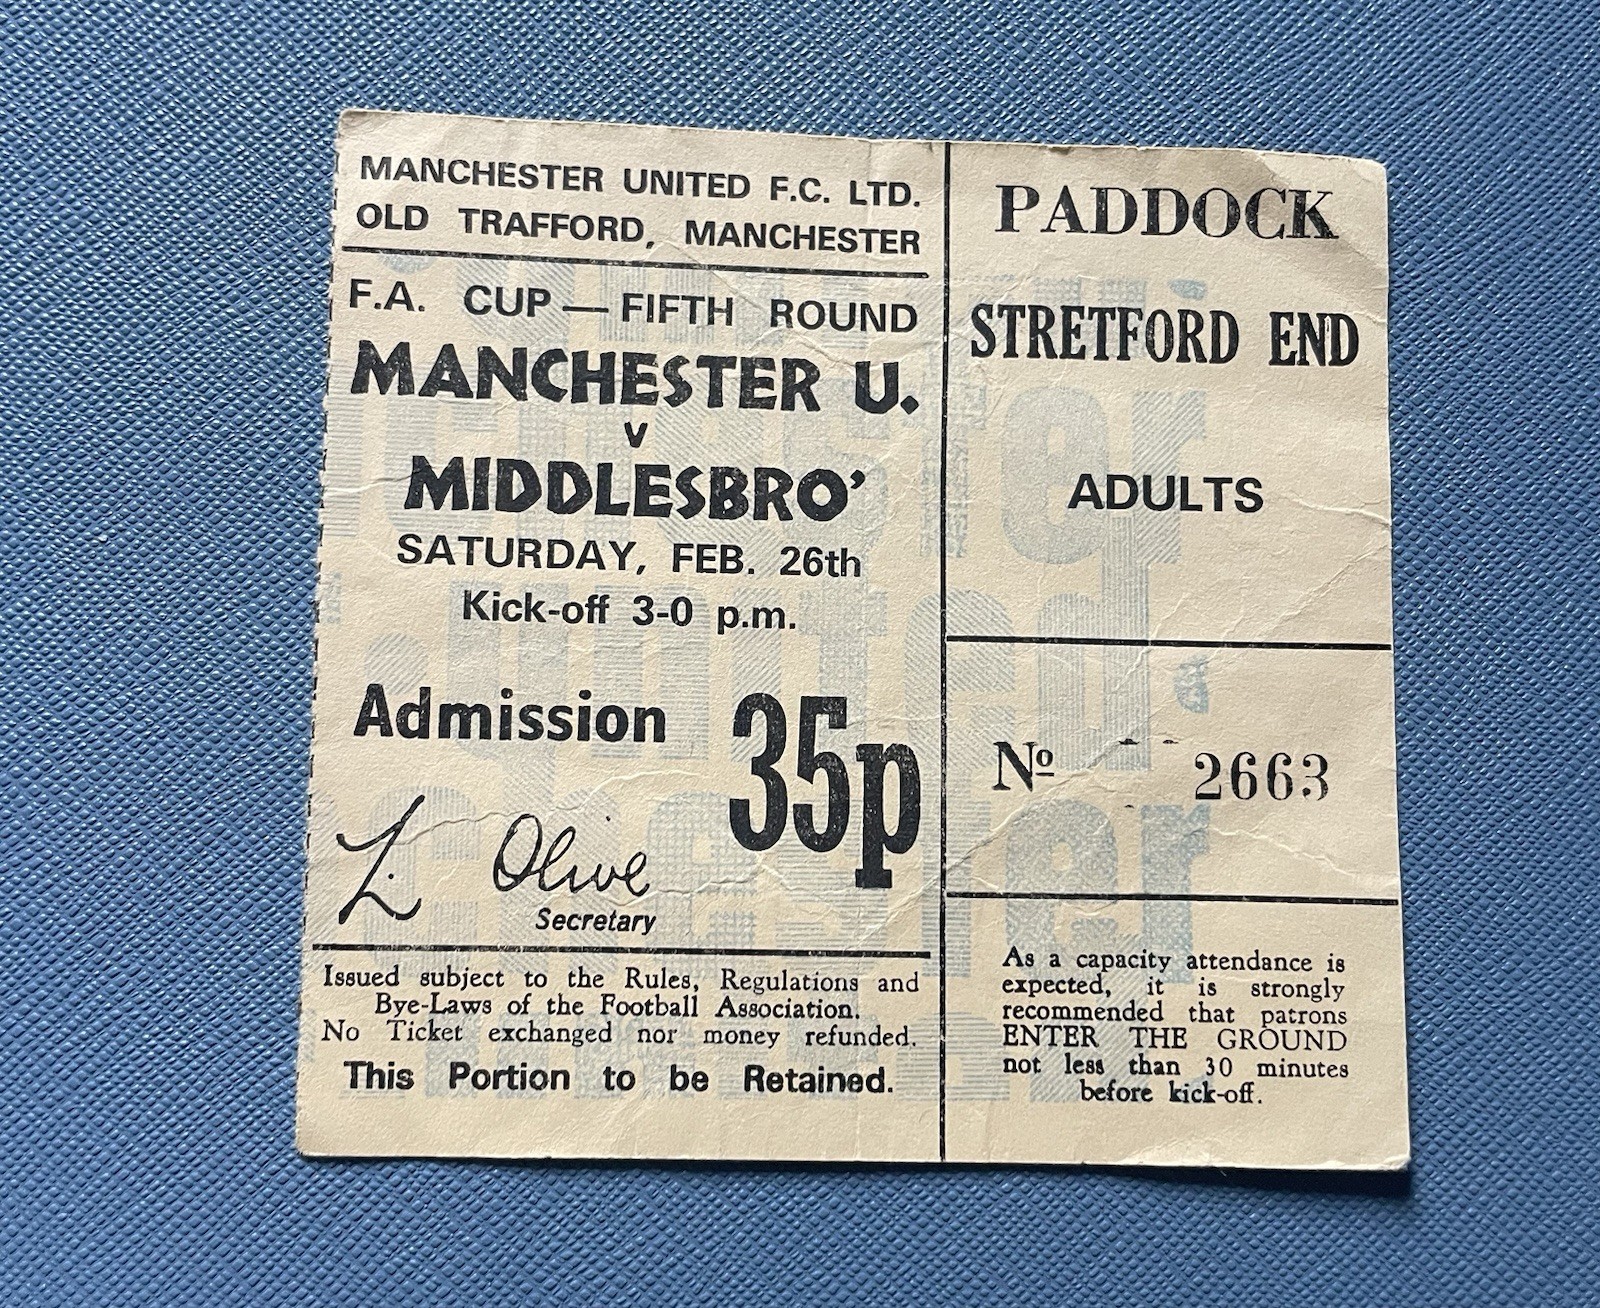 MANCHESTER UNITED F.C. LTD.
OLD TRAFFORD, MANCHESTER
F.A. CUP — FIFTH ROUND
MANCHESTER U.
v
MIDDLESBRO'
SATURDAY, FEB. 26th
Kick-off 3-0 p.m.
Admission 35p
L. Olive
Secretary
Issued subject to the Rules, Regulations and
Bye-Laws of the Football Association.
No Ticket exchanged nor money refunded.
This Portion to be Retained.
PADDOCK
STRETFORD END
ADULTS
Nº 2663
As a capacity attendance is
expected, it is strongly
recommended that patrons
ENTER THE GROUND
not less than 30 minutes
before kick-off.